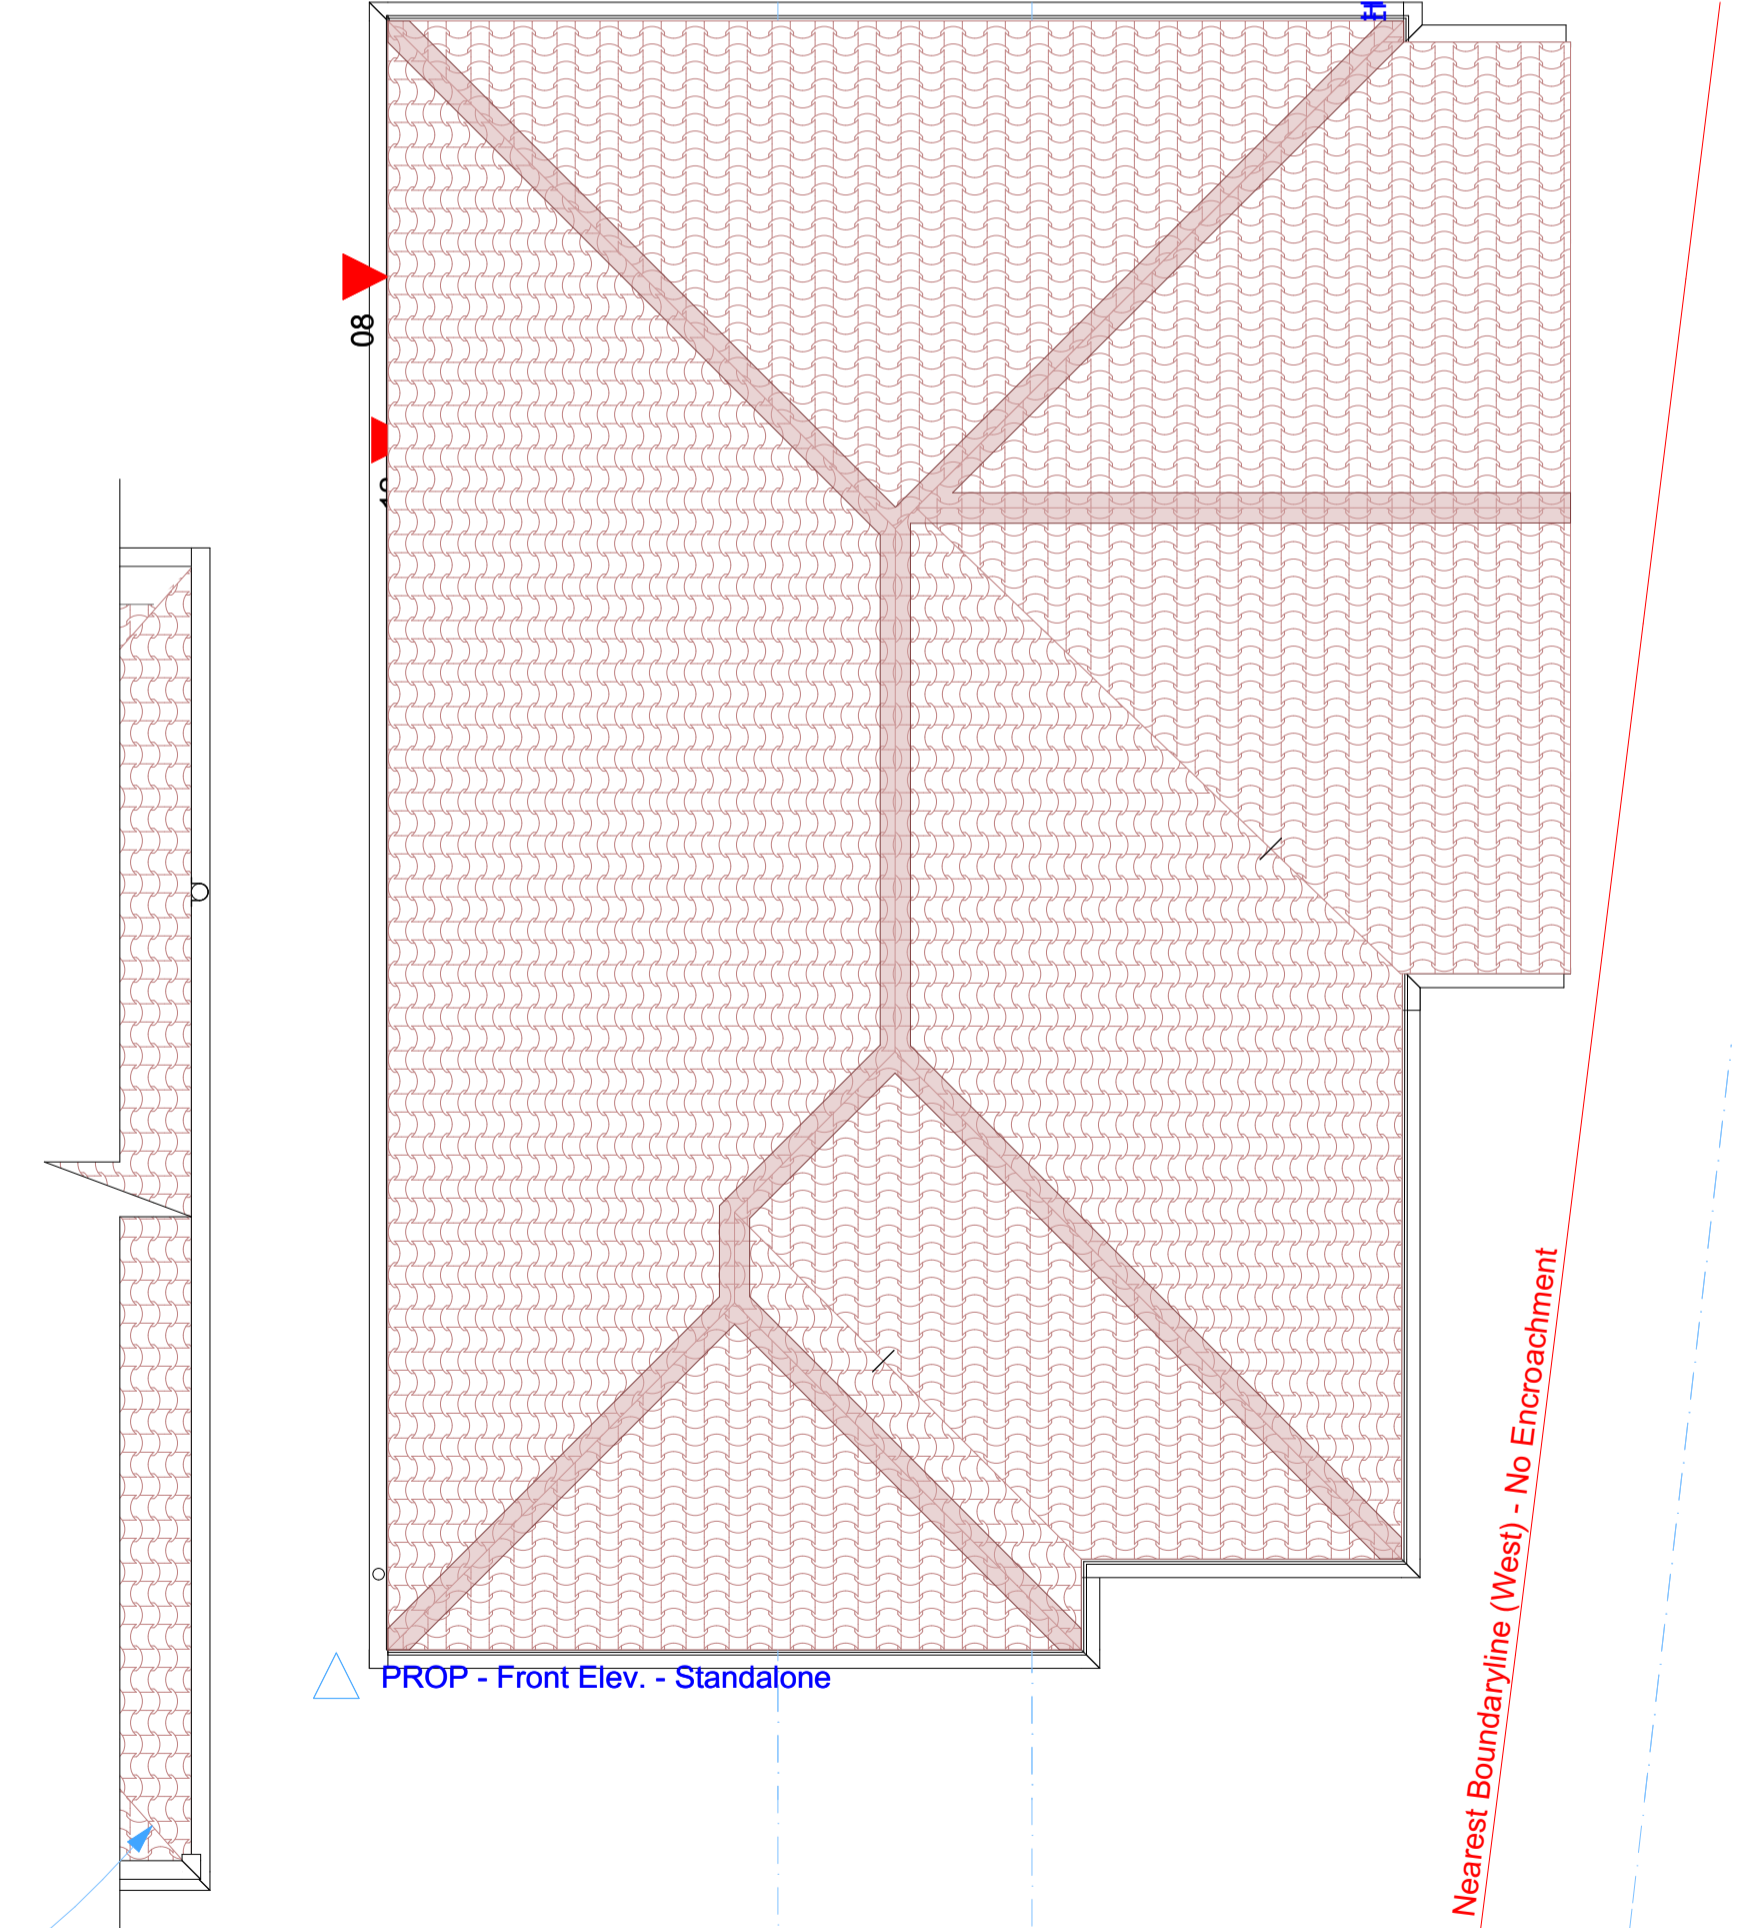 08
PROP - Front Elev. - Standalone
Nearest Boundaryline (West) - No Encroachment